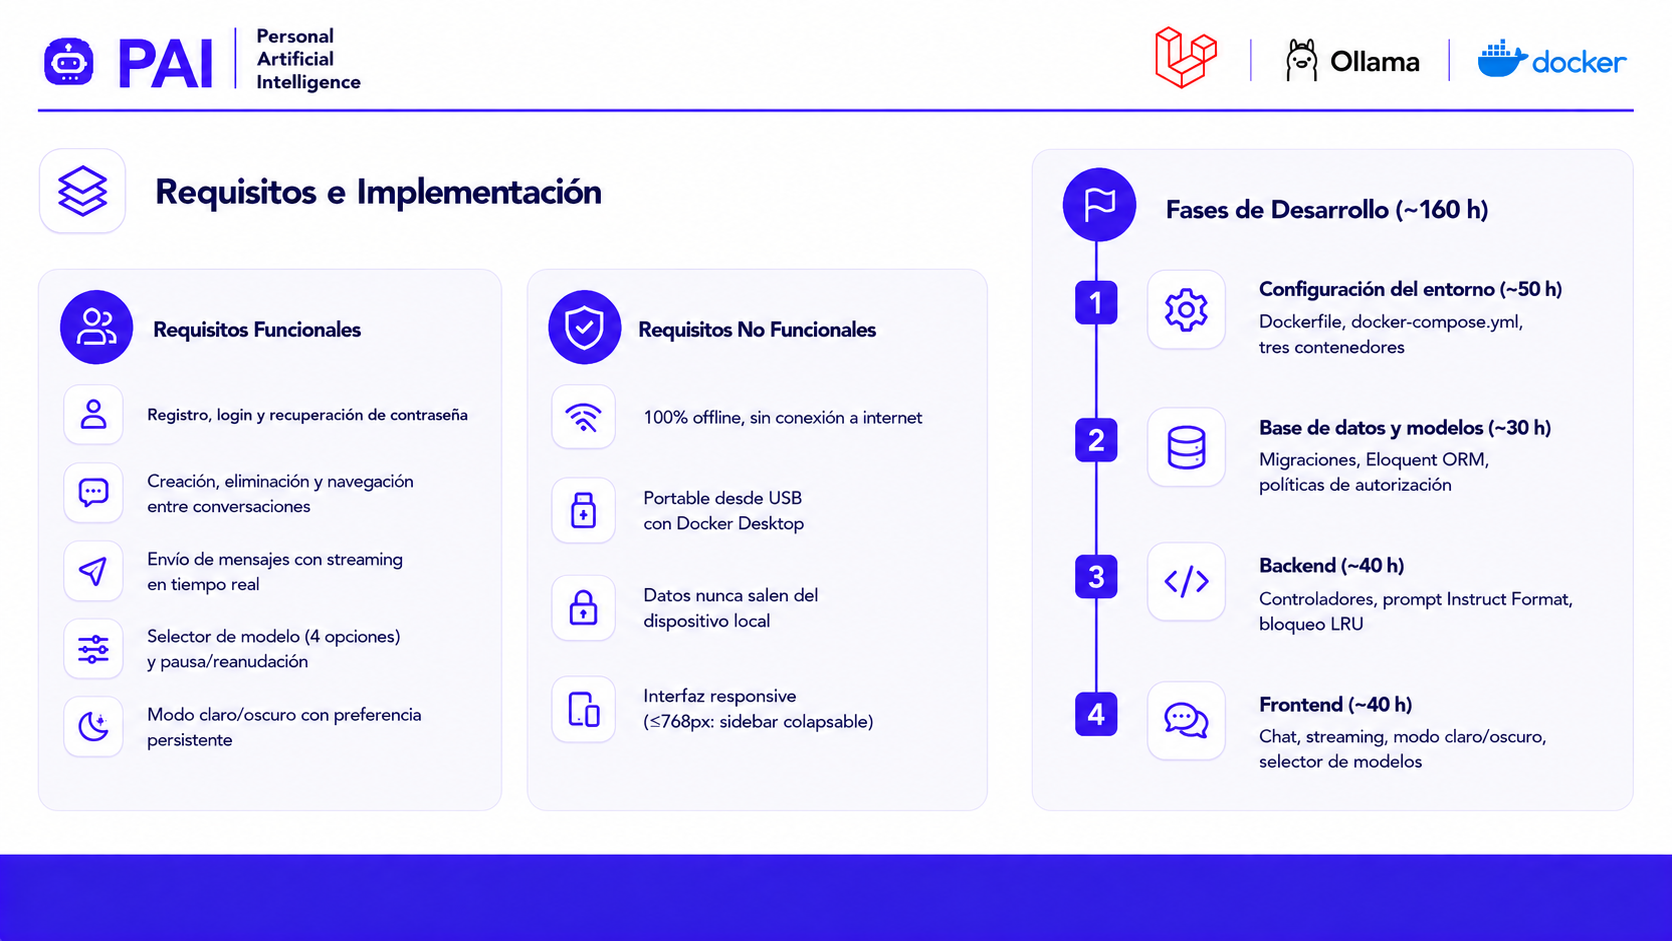 PAI
Personal
Artificial
Intelligence
Ollama
docker
Requisitos e Implementación
Requisitos Funcionales
Registro, login y recuperación de contraseña
Creación, eliminación y navegación
entre conversaciones
Envío de mensajes con streaming
en tiempo real
Selector de modelo (4 opciones)
y pausa/reanudación
Modo claro/oscuro con preferencia
persistente
Requisitos No Funcionales
100% offline, sin conexión a internet
Portable desde USB
con Docker Desktop
Datos nunca salen del
dispositivo local
Interfaz responsive
(≤768px: sidebar colapsable)
Fases de Desarrollo (~160 h)
1
Configuración del entorno (~50 h)
Dockerfile, docker-compose.yml,
tres contenedores
2
Base de datos y modelos (~30 h)
Migraciones, Eloquent ORM,
políticas de autorización
3
Backend (~40 h)
Controladores, prompt Instruct Format,
bloqueo LRU
4
Frontend (~40 h)
Chat, streaming, modo claro/oscuro,
selector de modelos